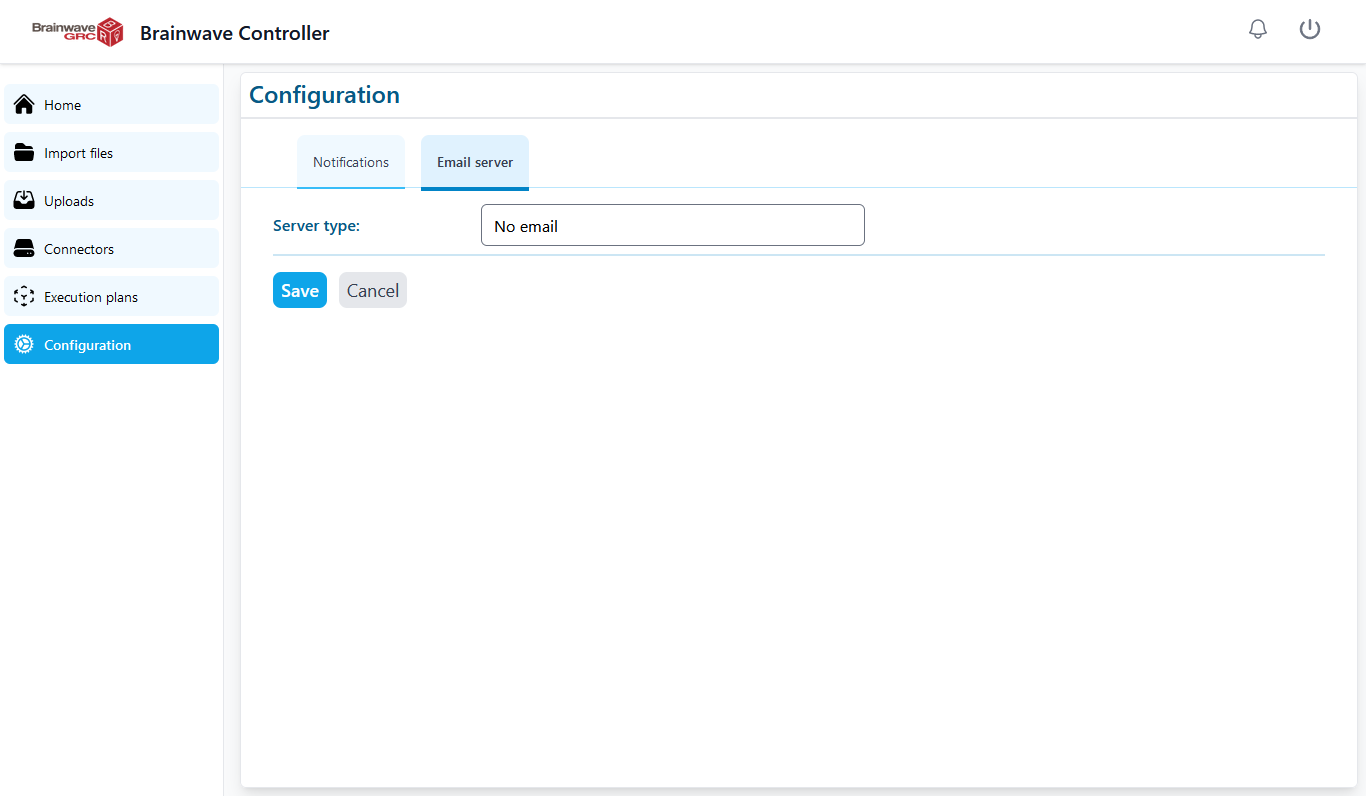 Brainwave
GRC
BRV
Brainwave Controller
Home
Import files
Uploads
Connectors
Execution plans
Configuration
Configuration
Notifications
Email server
Server type:
No email
Save
Cancel